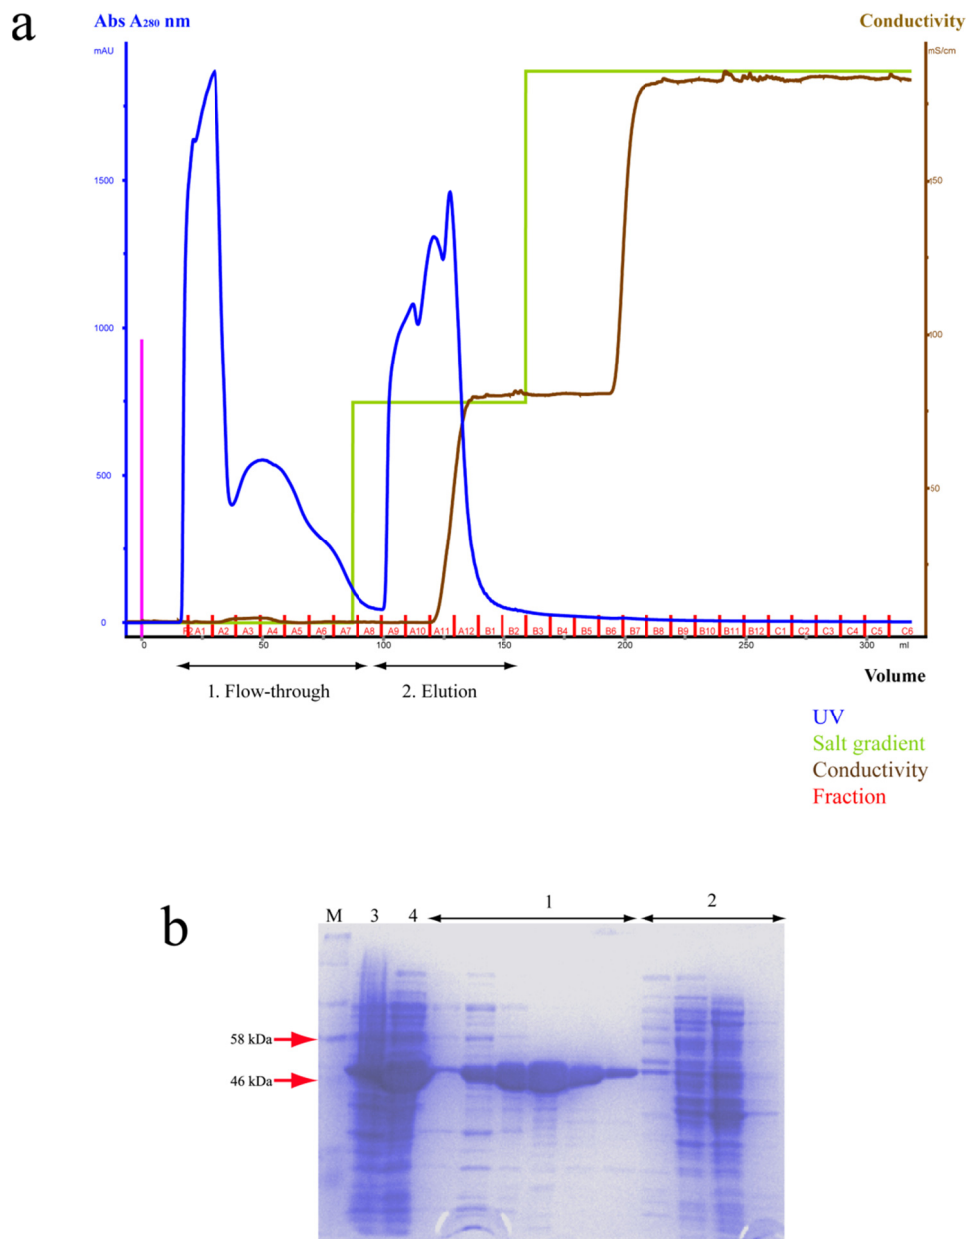 a
Abs A₂₈₀ nm
Conductivity
mAU
mS/cm
1500
150
1000
100
500
50
0
F2 A1 A2 A3 A4 A5 A6 A7 A8 A9 A10 A11 A12 B1 B2 B3 B4 B5 B6 B7 B8 B9 B10 B11 B12 C1 C2 C3 C4 C5 C6
0 50 100 150 200 250 300 ml
1. Flow-through
2. Elution
Volume
UV
Salt gradient
Conductivity
Fraction
b
M 3 4 1 2
58 kDa
46 kDa